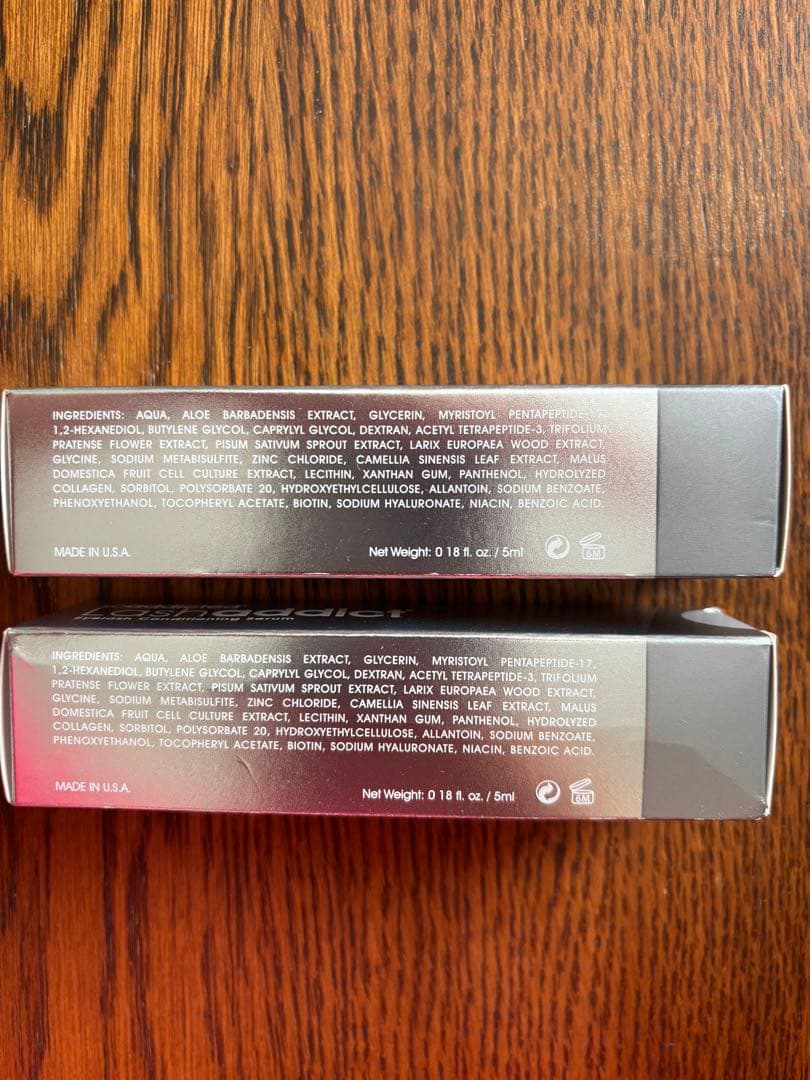 INGREDIENTS: AQUA, ALOE BARBADENSIS EXTRACT, GLYCERIN, MYRISTOYL PENTAPEPTIDE-17,
1,2-HEXANEDIOL, BUTYLENE GLYCOL, CAPRYLYL GLYCOL, DEXTRAN, ACETYL TETRAPEPTIDE-3, TRIFOLIUM
PRATENSE FLOWER EXTRACT, PISUM SATIVUM SPROUT EXTRACT, LARIX EUROPAEA WOOD EXTRACT,
GLYCINE, SODIUM METABISULFITE, ZINC CHLORIDE, CAMELLIA SINENSIS LEAF EXTRACT, MALUS
DOMESTICA FRUIT CELL CULTURE EXTRACT, LECITHIN, XANTHAN GUM, PANTHENOL, HYDROLYZED
COLLAGEN, SORBITOL, POLYSORBATE 20, HYDROXYETHYLCELLULOSE, ALLANTOIN, SODIUM BENZOATE,
PHENOXYETHANOL, TOCOPHERYL ACETATE, BIOTIN, SODIUM HYALURONATE, NIACIN, BENZOIC ACID.
MADE IN U.S.A.
Net Weight: 0 18 fl. oz. / 5ml
6M
Lashaddict
Eyelash Conditioning Serum
INGREDIENTS: AQUA, ALOE BARBADENSIS EXTRACT, GLYCERIN, MYRISTOYL PENTAPEPTIDE-17,
1,2-HEXANEDIOL, BUTYLENE GLYCOL, CAPRYLYL GLYCOL, DEXTRAN, ACETYL TETRAPEPTIDE-3, TRIFOLIUM
PRATENSE FLOWER EXTRACT, PISUM SATIVUM SPROUT EXTRACT, LARIX EUROPAEA WOOD EXTRACT,
GLYCINE, SODIUM METABISULFITE, ZINC CHLORIDE, CAMELLIA SINENSIS LEAF EXTRACT, MALUS
DOMESTICA FRUIT CELL CULTURE EXTRACT, LECITHIN, XANTHAN GUM, PANTHENOL, HYDROLYZED
COLLAGEN, SORBITOL, POLYSORBATE 20, HYDROXYETHYLCELLULOSE, ALLANTOIN, SODIUM BENZOATE,
PHENOXYETHANOL, TOCOPHERYL ACETATE, BIOTIN, SODIUM HYALURONATE, NIACIN, BENZOIC ACID.
MADE IN U.S.A.
Net Weight: 0 18 fl. oz. / 5ml
6M